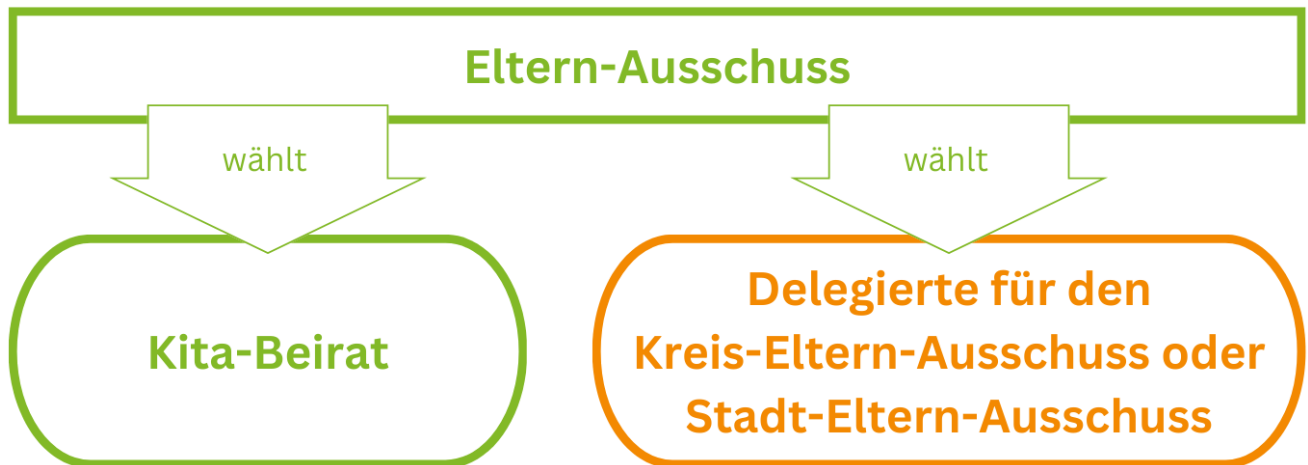 Eltern-Ausschuss
wählt
wählt
Kita-Beirat
Delegierte für den
Kreis-Eltern-Ausschuss oder
Stadt-Eltern-Ausschuss